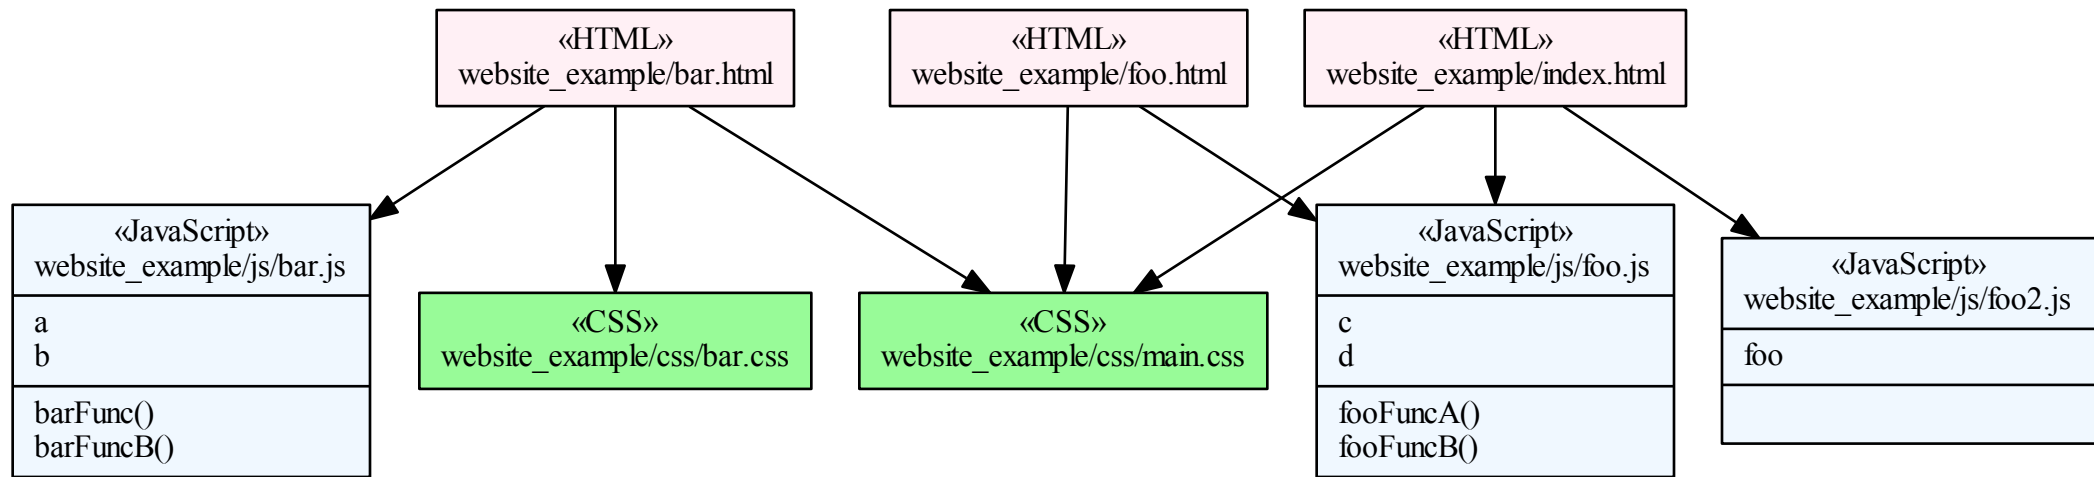 «HTML»
website_example/bar.html
«HTML»
website_example/foo.html
«HTML»
website_example/index.html
«JavaScript»
website_example/js/bar.js
a
b
barFunc()
barFuncB()
«CSS»
website_example/css/bar.css
«CSS»
website_example/css/main.css
«JavaScript»
website_example/js/foo.js
c
d
fooFuncA()
fooFuncB()
«JavaScript»
website_example/js/foo2.js
foo